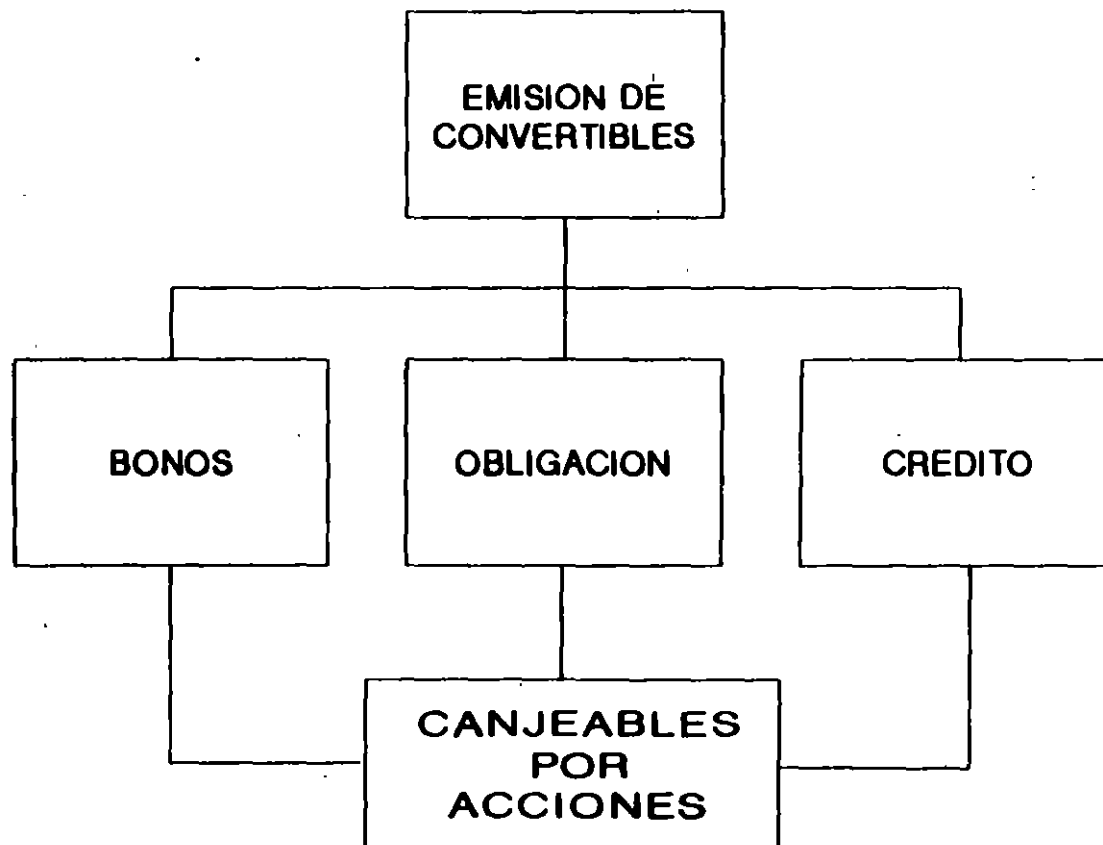 EMISION DE
CONVERTIBLES
BONOS
OBLIGACION
CREDITO
CANJEABLES
POR
ACCIONES